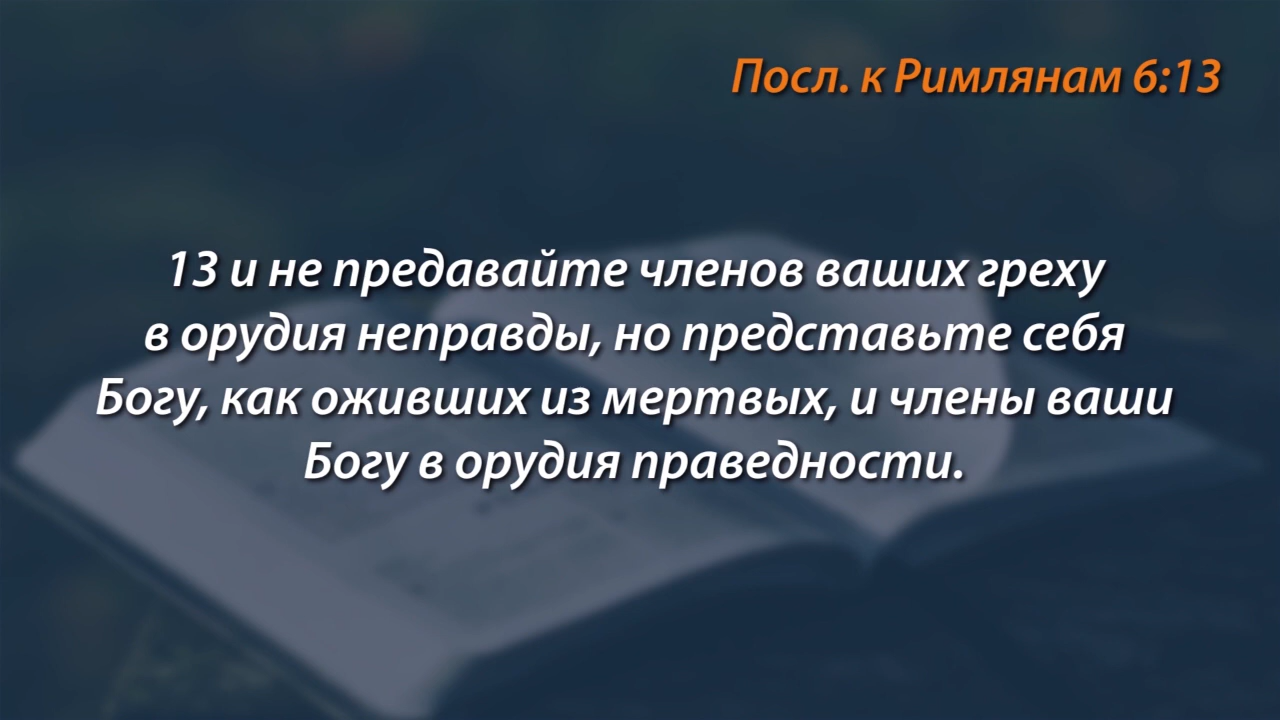 Посл. к Римлянам 6:13
13 и не предавайте членов ваших греху
в орудия неправды, но представьте себя
Богу, как оживших из мертвых, и члены ваши
Богу в орудия праведности.